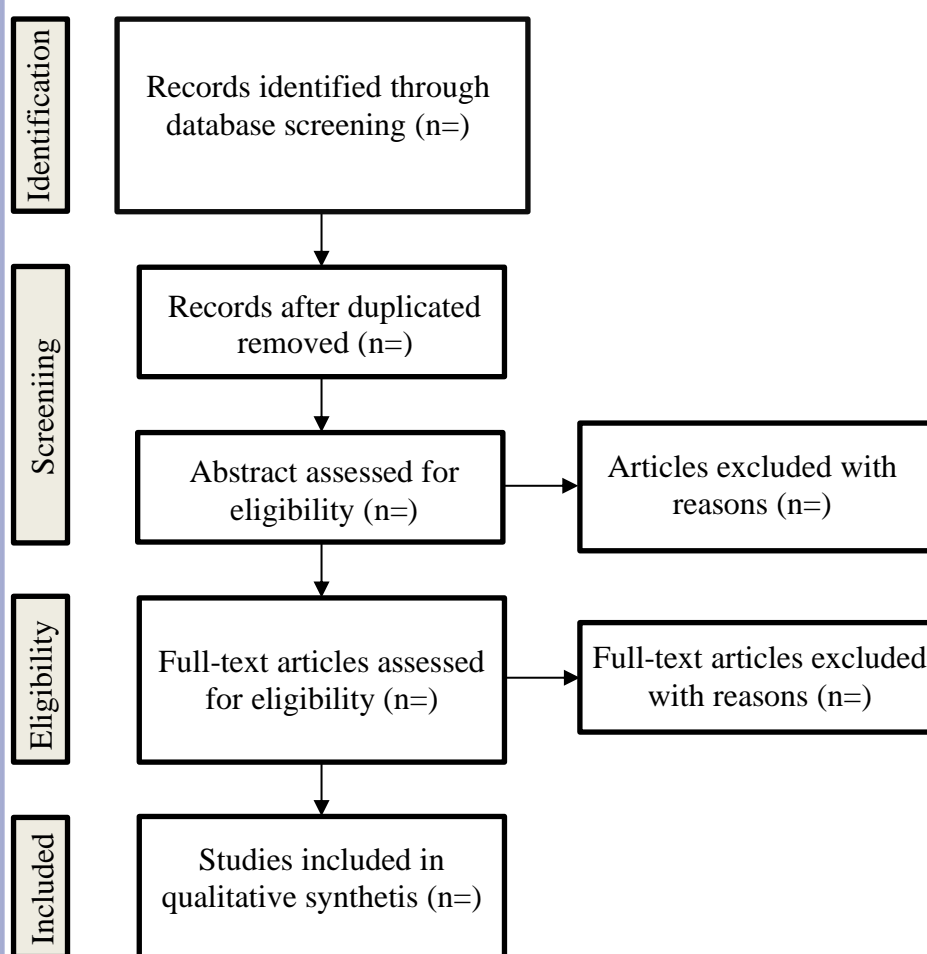 Identification
Records identified through
database screening (n=)
Screeniing
Records after duplicated
removed (n=)
Abstract assessed for
eligibility (n=)
Articles excluded with
reasons (n=)
Eligibility
Full-text articles assessed
for eligibility (n=)
Full-text articles excluded
with reasons (n=)
Included
Studies included in
qualitative synthetis (n=)